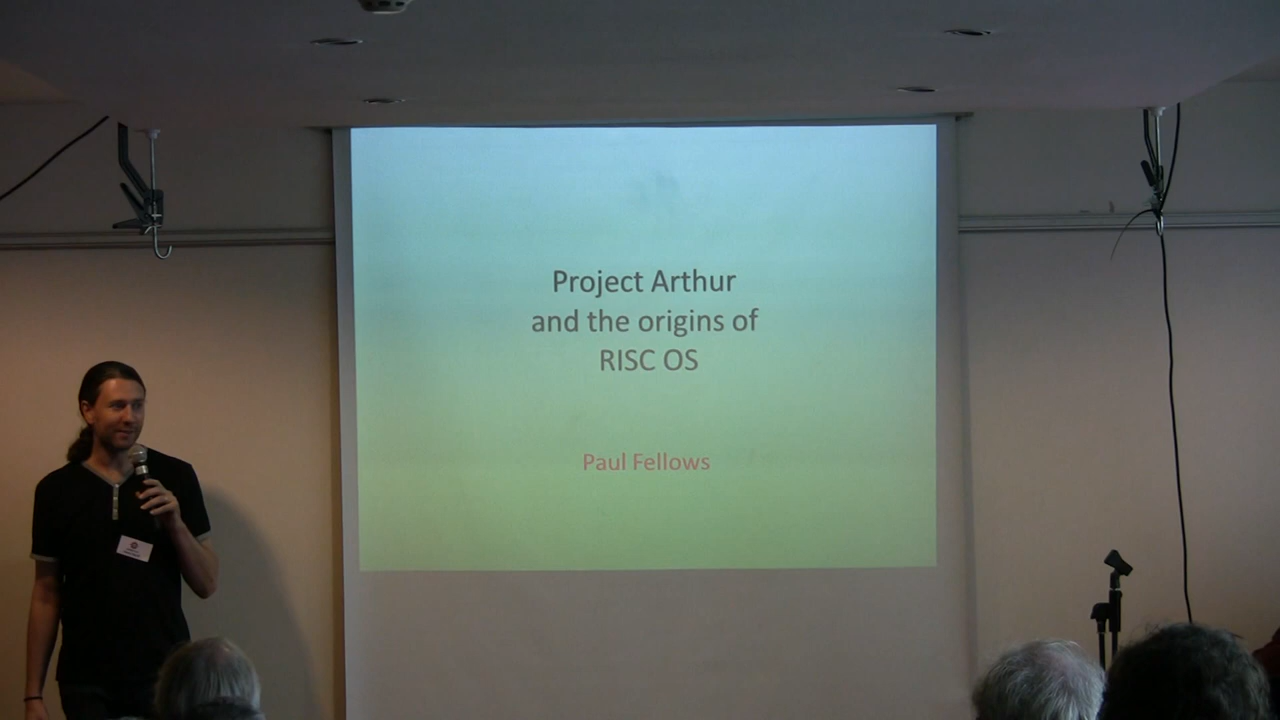 Project Arthur
and the origins of
RISC OS
Paul Fellows